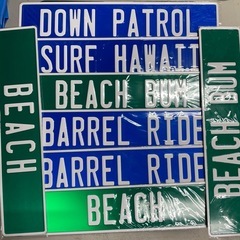 DOWN PATROL
SURF HAWAII
BEACH BUM
BARREL RIDE
BARREL RIDE
BEACH
BEACH
BEACH BUM